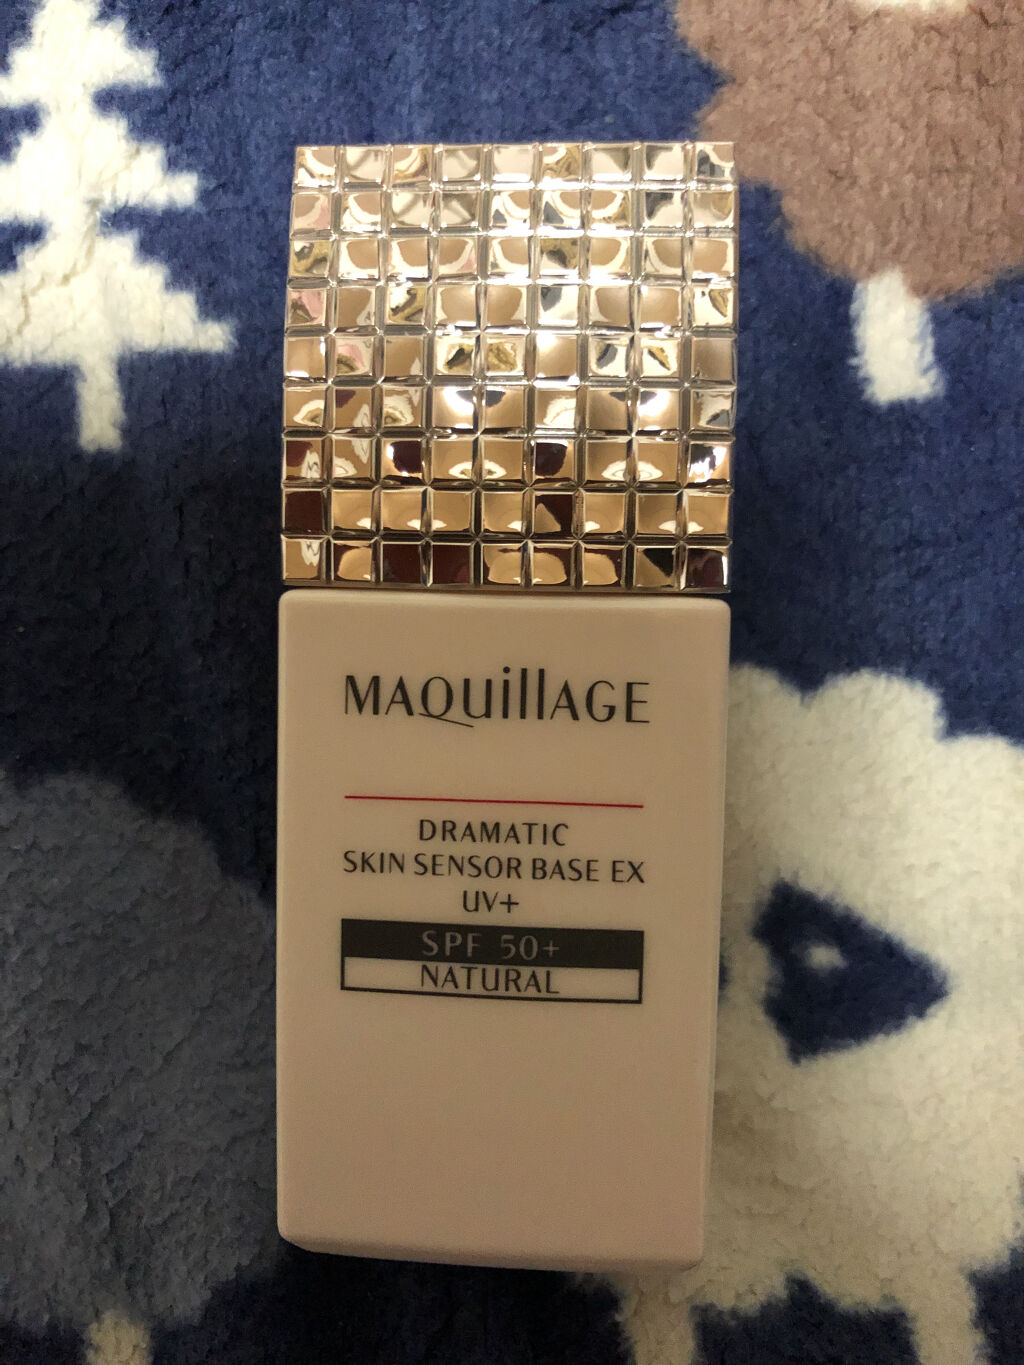 MAQuillAGE
DRAMATIC
SKIN SENSOR BASE EX
UV+
SPF 50+
NATURAL